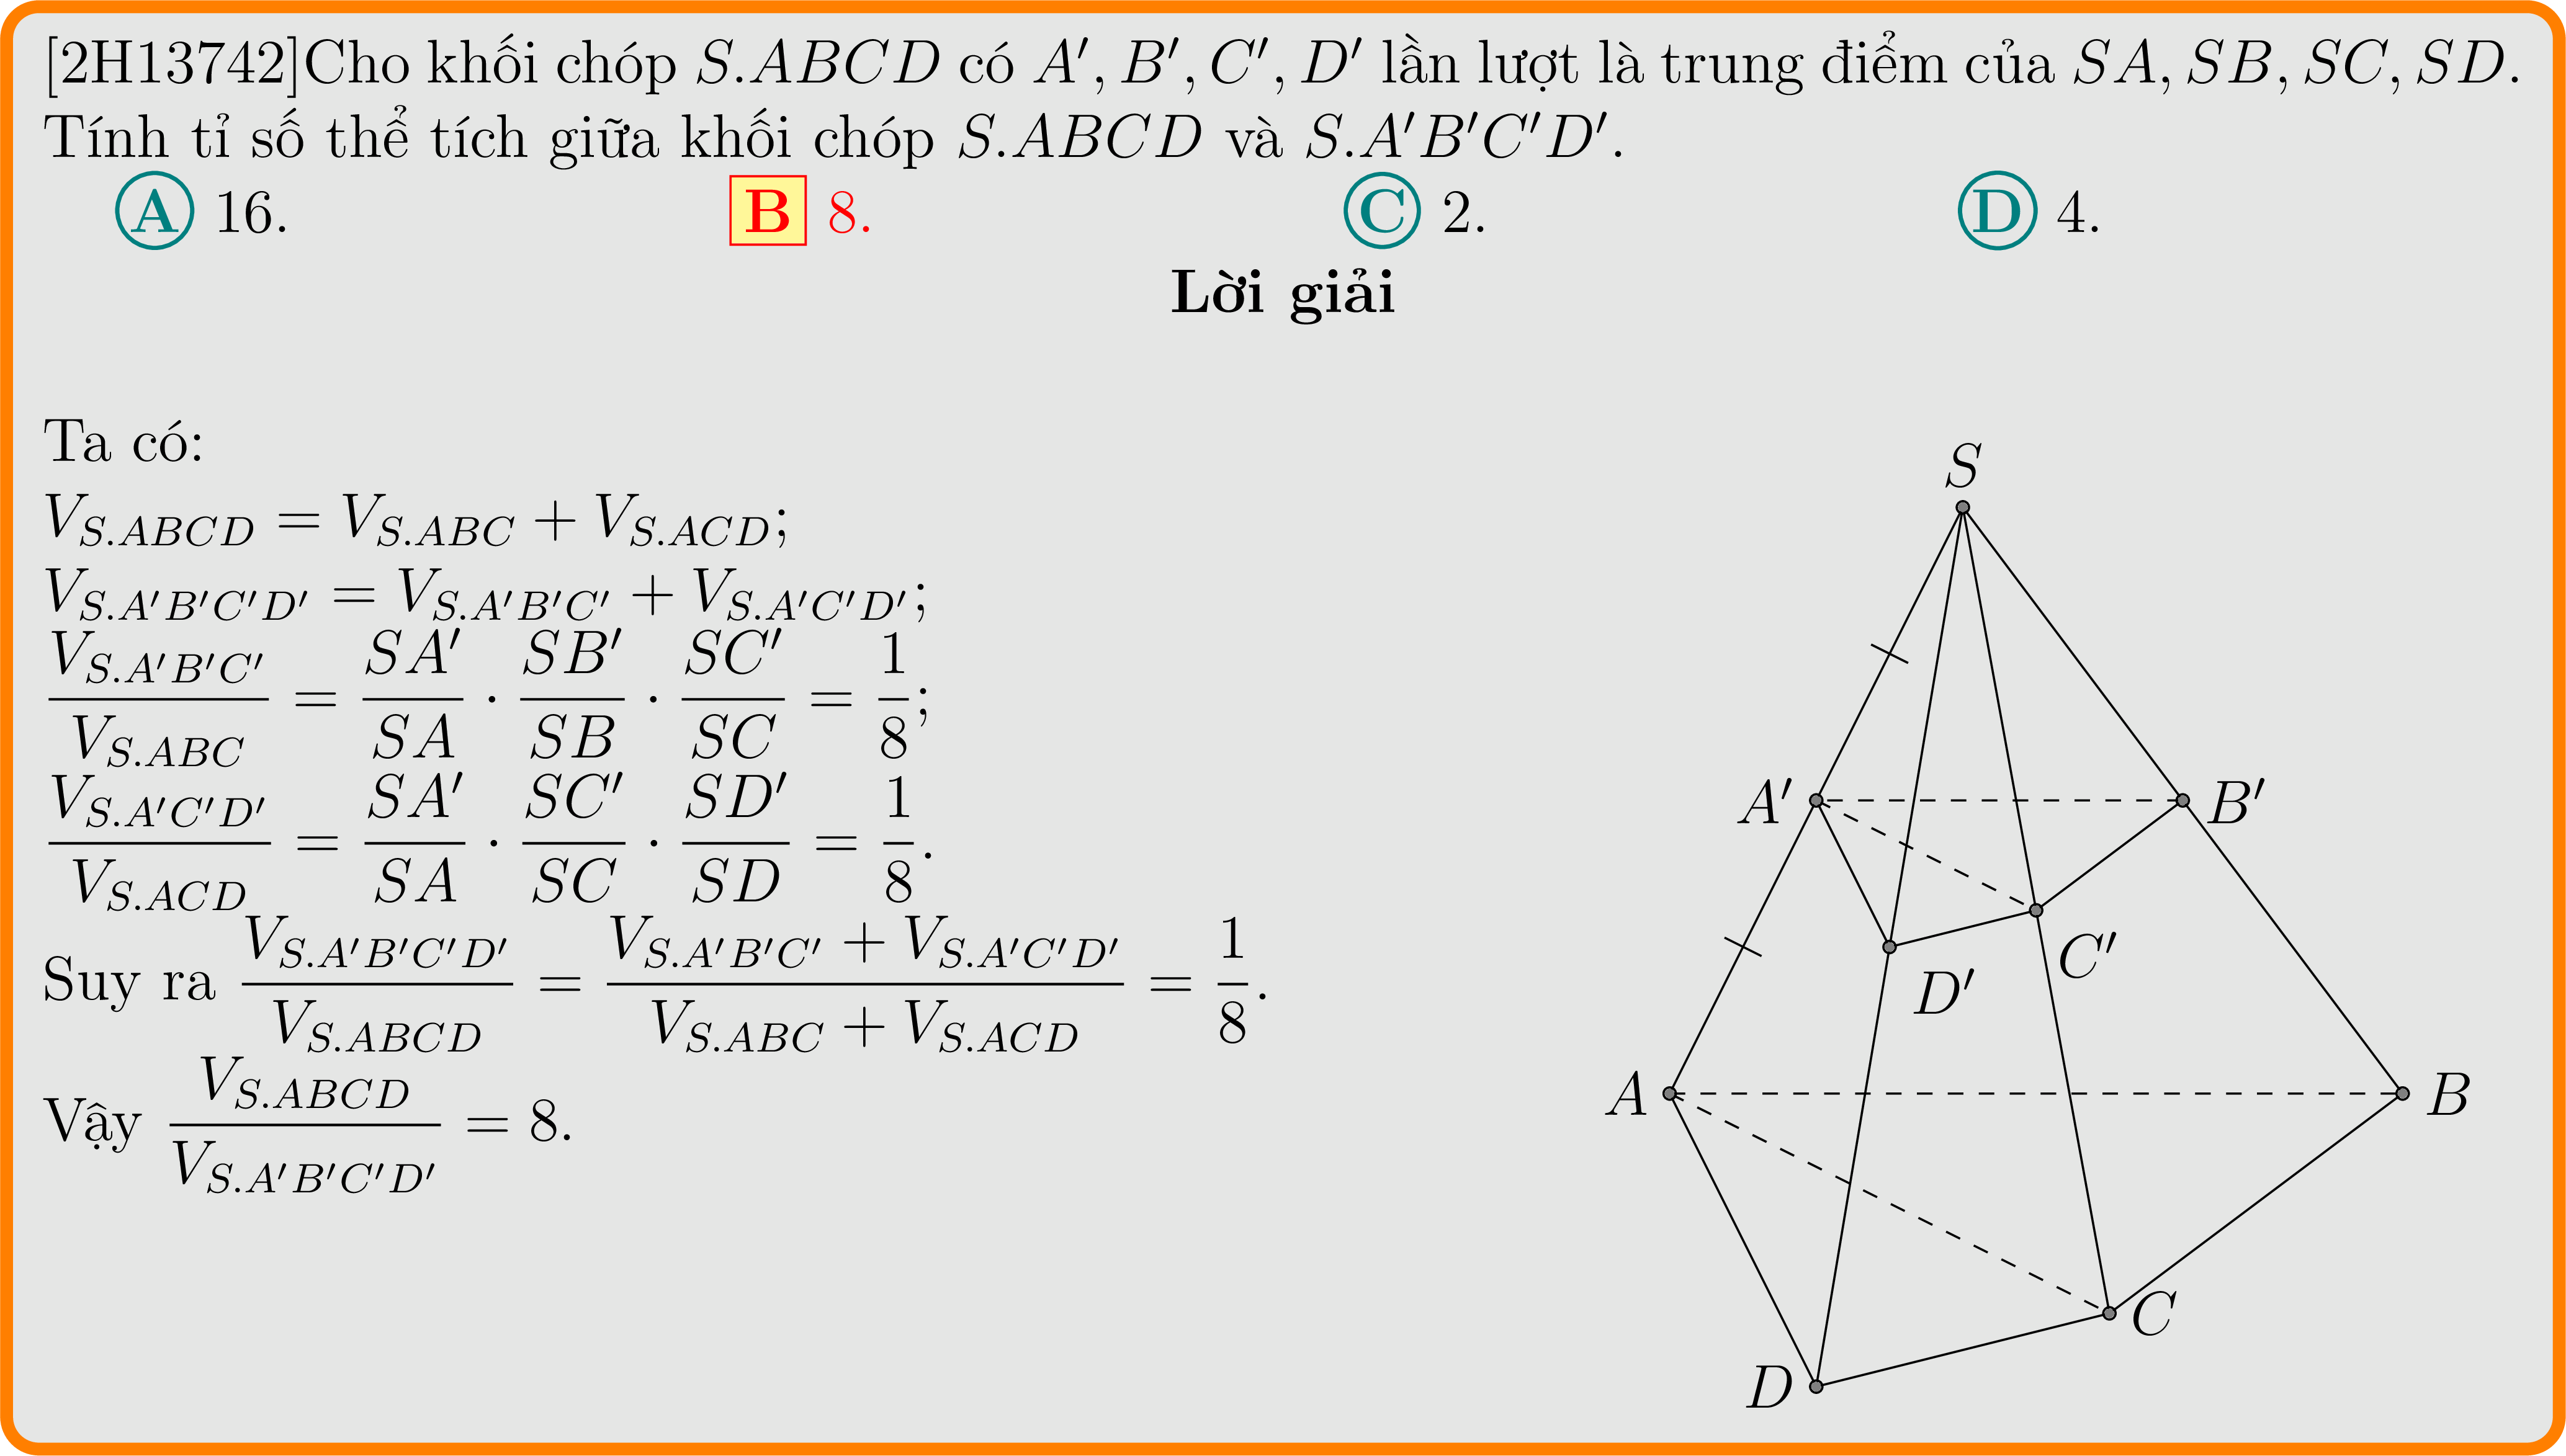 [2H13742]Cho khối chóp S.ABCD có A′, B′, C′, D′ lần lượt là trung điểm của SA, SB, SC, SD.
Tính tỉ số thể tích giữa khối chóp S.ABCD và S.A′B′C′D′.
A 16. B 8. C 2. D 4.
Lời giải
Ta có:
V_{S.ABCD} = V_{S.ABC} + V_{S.ACD};
V_{S.A′B′C′D′} = V_{S.A′B′C′} + V_{S.A′C′D′};
\frac{V_{S.A′B′C′}}{V_{S.ABC}} = \frac{SA′}{SA} · \frac{SB′}{SB} · \frac{SC′}{SC} = \frac{1}{8};
\frac{V_{S.A′C′D′}}{V_{S.ACD}} = \frac{SA′}{SA} · \frac{SC′}{SC} · \frac{SD′}{SD} = \frac{1}{8}.
Suy ra \frac{V_{S.A′B′C′D′}}{V_{S.ABCD}} = \frac{V_{S.A′B′C′} + V_{S.A′C′D′}}{V_{S.ABC} + V_{S.ACD}} = \frac{1}{8}.
Vậy \frac{V_{S.ABCD}}{V_{S.A′B′C′D′}} = 8.
S
A′
B′
C′
D′
A
B
C
D